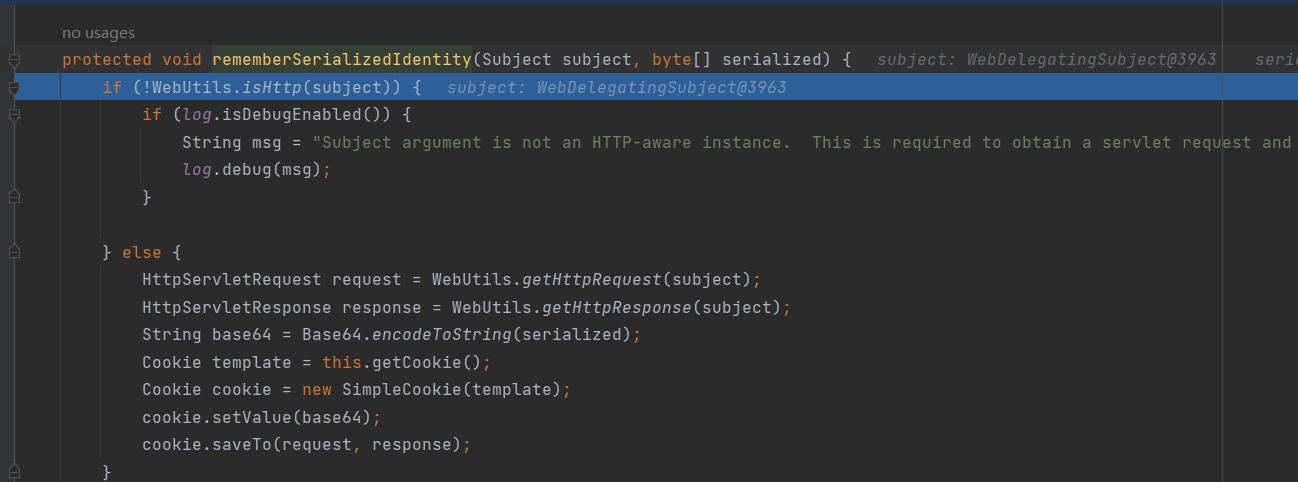 no usages
protected void rememberSerializedIdentity(Subject subject, byte[] serialized) { subject: WebDelegatingSubject@3963
if (!WebUtils.isHttp(subject)) { subject: WebDelegatingSubject@3963
if (log.isDebugEnabled()) {
String msg = "Subject argument is not an HTTP-aware instance.  This is required to obtain a servlet request and
log.debug(msg);
}
} else {
HttpServletRequest request = WebUtils.getHttpRequest(subject);
HttpServletResponse response = WebUtils.getHttpResponse(subject);
String base64 = Base64.encodeToString(serialized);
Cookie template = this.getCookie();
Cookie cookie = new SimpleCookie(template);
cookie.setValue(base64);
cookie.saveTo(request, response);
}